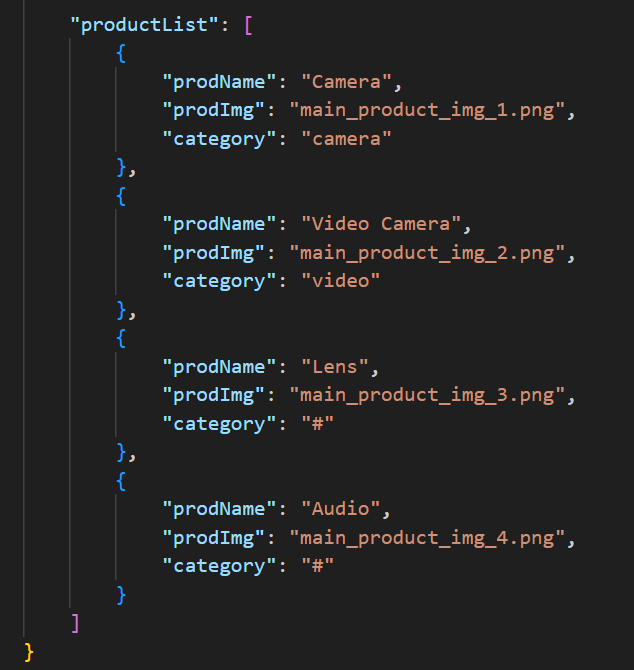 "productList": [
{
"prodName": "Camera",
"prodImg": "main_product_img_1.png",
"category": "camera"
},
{
"prodName": "Video Camera",
"prodImg": "main_product_img_2.png",
"category": "video"
},
{
"prodName": "Lens",
"prodImg": "main_product_img_3.png",
"category": "#"
},
{
"prodName": "Audio",
"prodImg": "main_product_img_4.png",
"category": "#"
}
]
}